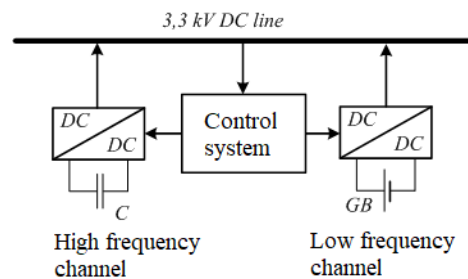 3,3 kV DC line
DC
DC
Control
system
DC
DC
C
GB
High frequency
channel
Low frequency
channel